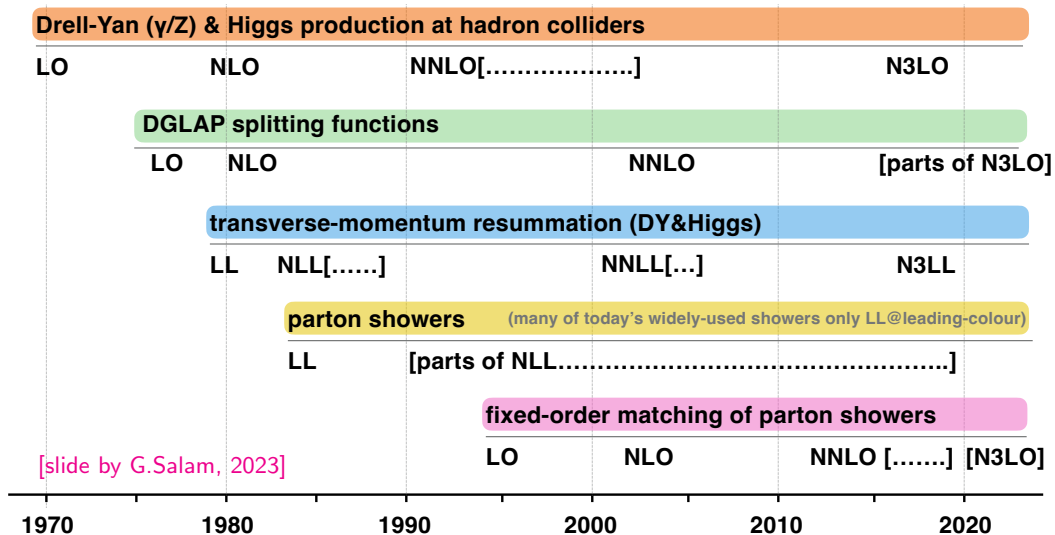 Drell-Yan (γ/Z) & Higgs production at hadron colliders
LO NLO NNLO[………………..] N3LO
DGLAP splitting functions
LO NLO NNLO [parts of N3LO]
transverse-momentum resummation (DY&Higgs)
LL NLL[……] NNLL[…] N3LL
parton showers (many of today's widely-used showers only LL@leading-colour)
LL [parts of NLL…………………………………………..]
fixed-order matching of parton showers
LO NLO NNLO […….] [N3LO]
[slide by G.Salam, 2023]
1970 1980 1990 2000 2010 2020